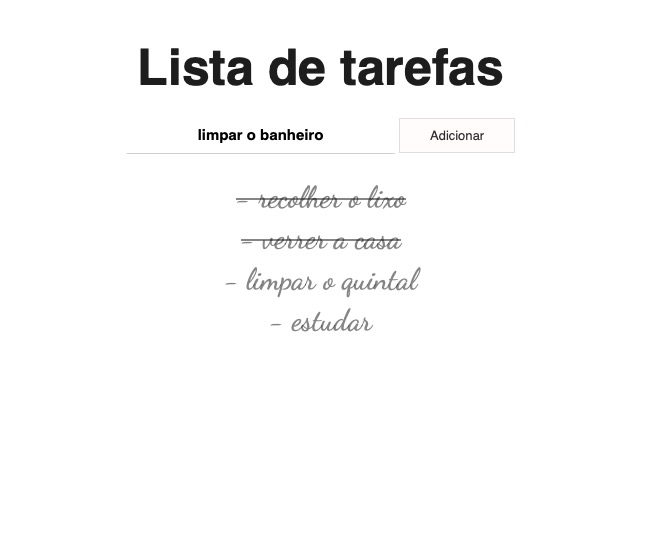 Lista de tarefas
limpar o banheiro
Adicionar
- recolher o lixo
- verrer a casa
- limpar o quintal
- estudar